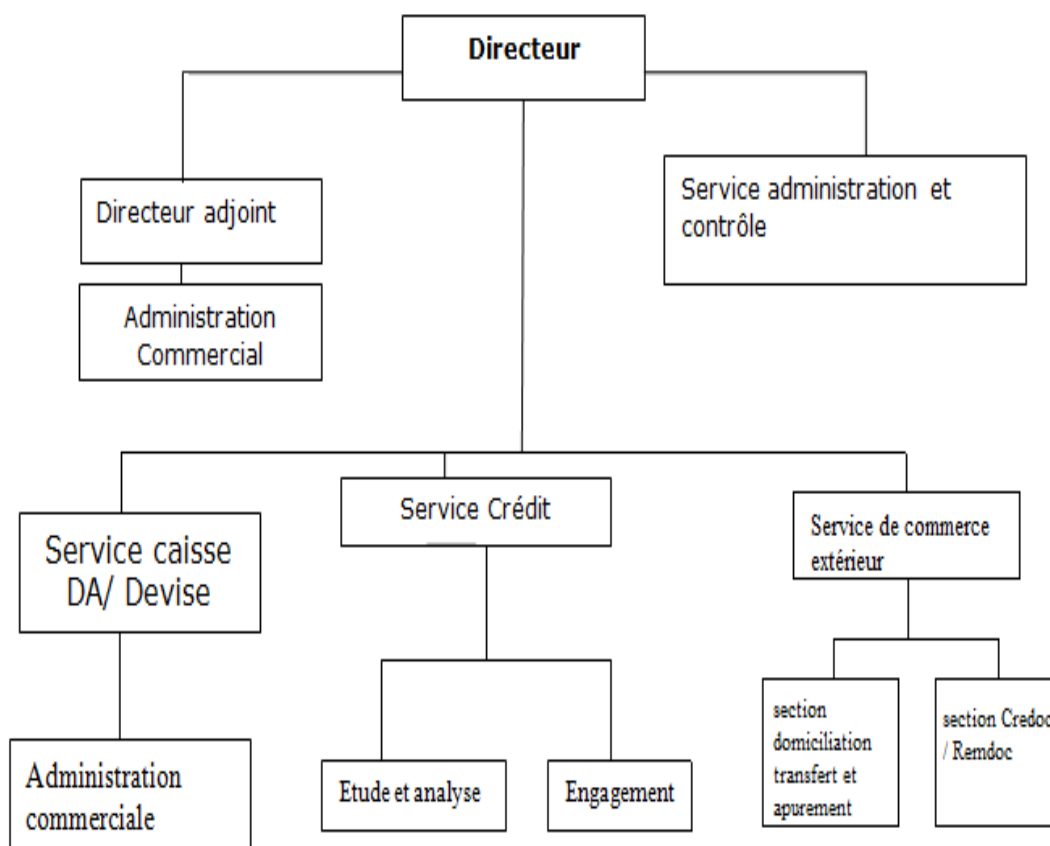 Directeur
Directeur adjoint
Service administration et
contrôle
Administration
Commercial
Service caisse
DA/ Devise
Service Crédit
Service de commerce
extérieur
Administration
commerciale
Etude et analyse
Engagement
section
domiciliation
transfert et
apurement
section Credoc
/ Remdoc